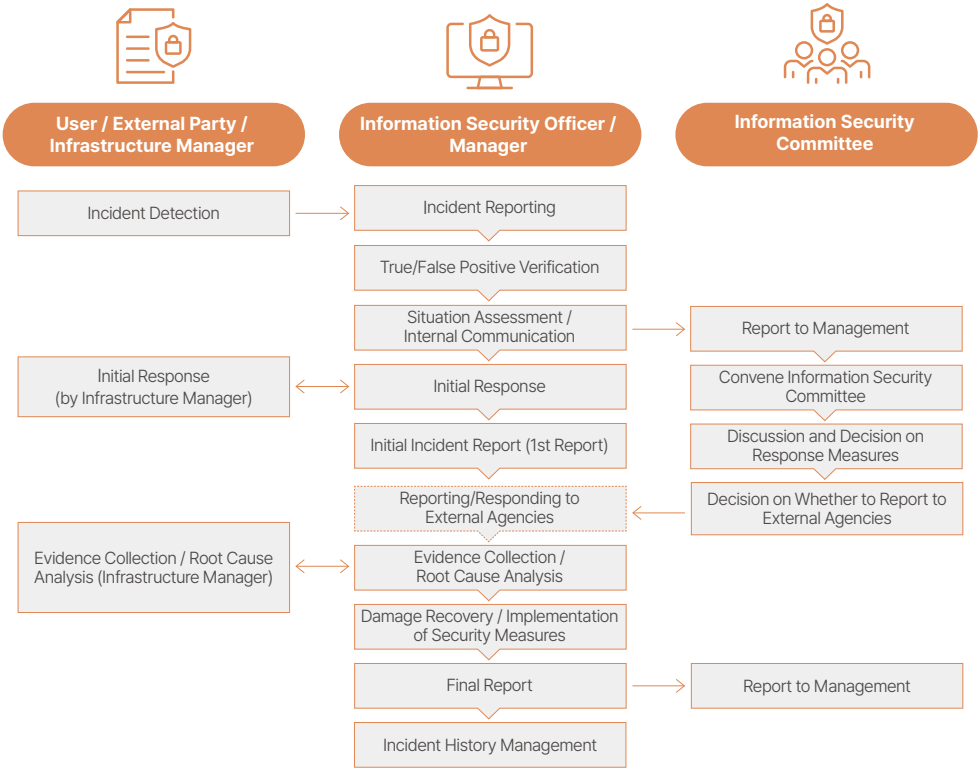 User / External Party /
Infrastructure Manager
Information Security Officer /
Manager
Information Security
Committee
Incident Detection
Incident Reporting
True/False Positive Verification
Situation Assessment /
Internal Communication
Report to Management
Initial Response
(by Infrastructure Manager)
Initial Response
Convene Information Security
Committee
Initial Incident Report (1st Report)
Discussion and Decision on
Response Measures
Reporting/Responding to
External Agencies
Decision on Whether to Report to
External Agencies
Evidence Collection / Root Cause
Analysis (Infrastructure Manager)
Evidence Collection /
Root Cause Analysis
Damage Recovery / Implementation
of Security Measures
Final Report
Report to Management
Incident History Management